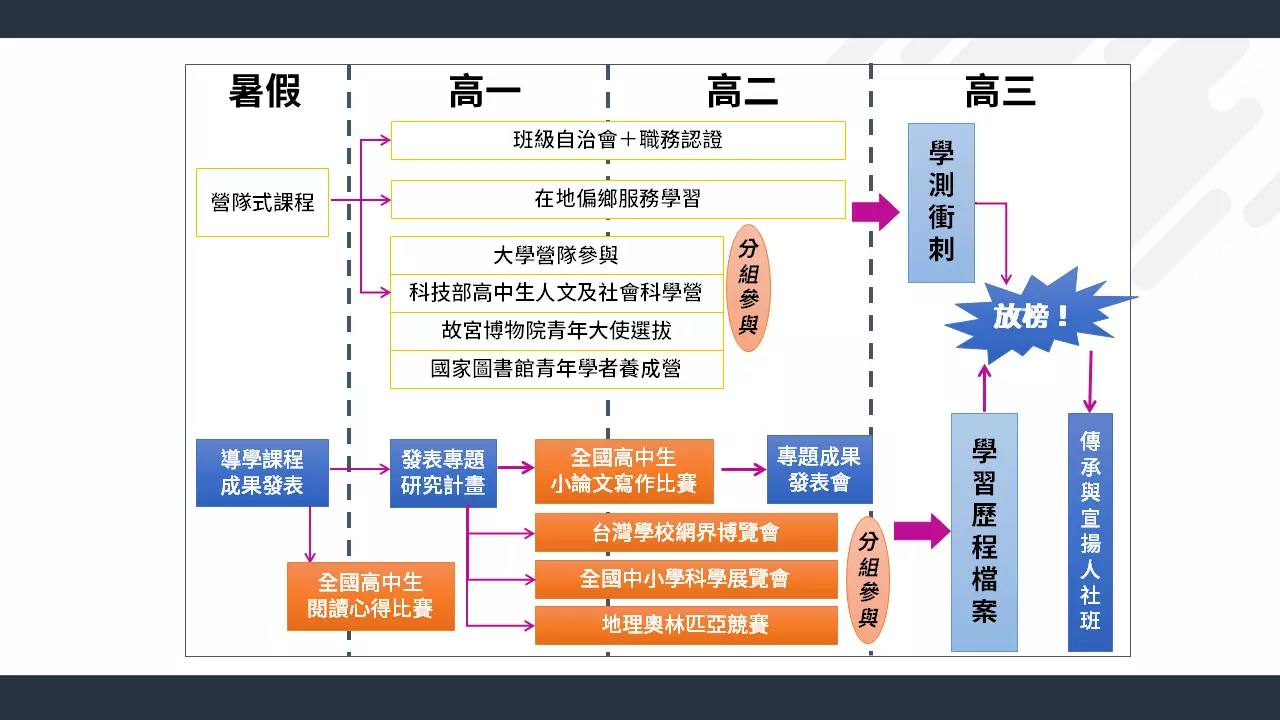 暑假
高一
高二
高三
營隊式課程
班級自治會＋職務認證
在地偏鄉服務學習
大學營隊參與
科技部高中生人文及社會科學營
故宮博物院青年大使選拔
國家圖書館青年學者養成營
分組參與
學測衝刺
放榜！
導學課程
成果發表
發表專題
研究計畫
全國高中生
小論文寫作比賽
專題成果
發表會
台灣學校網界博覽會
全國中小學科學展覽會
地理奧林匹亞競賽
全國高中生
閱讀心得比賽
分組參與
學習歷程檔案
傳承與宣揚人社班